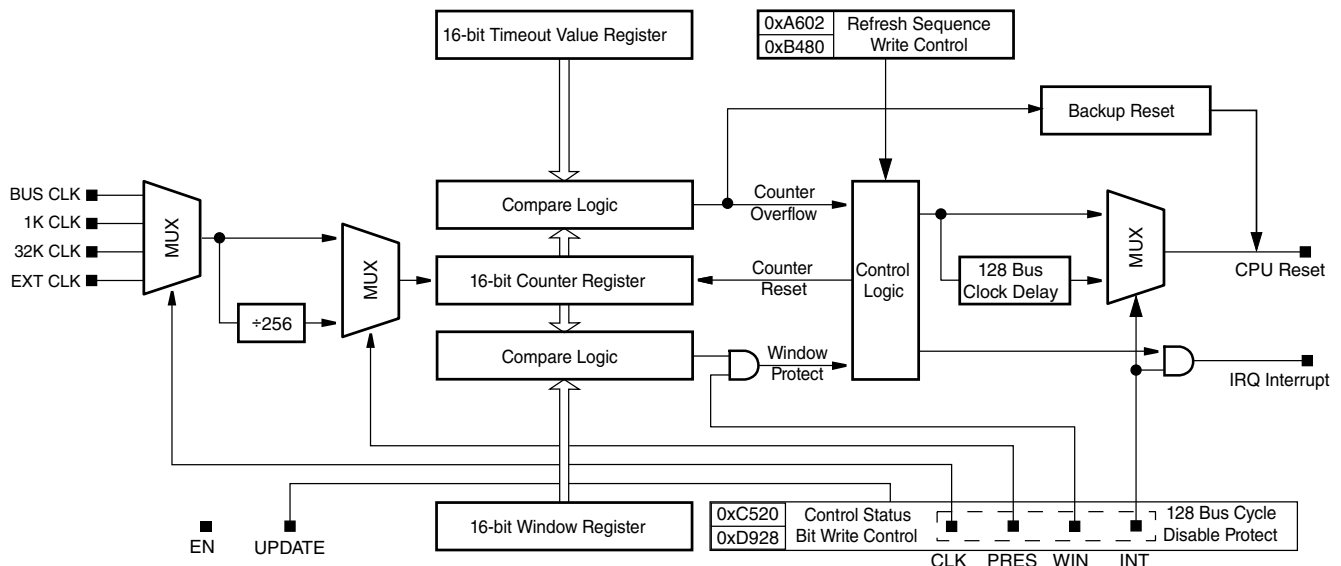 16-bit Timeout Value Register
0xA602
0xB480
Refresh Sequence
Write Control
Backup Reset
BUS CLK
1K CLK
32K CLK
EXT CLK
MUX
÷256
MUX
Compare Logic
16-bit Counter Register
Compare Logic
Counter
Overflow
Counter
Reset
Window
Protect
Control
Logic
128 Bus
Clock Delay
MUX
CPU Reset
IRQ Interrupt
EN
UPDATE
16-bit Window Register
0xC520
0xD928
Control Status
Bit Write Control
128 Bus Cycle
Disable Protect
CLK
PRES
WIN
INT